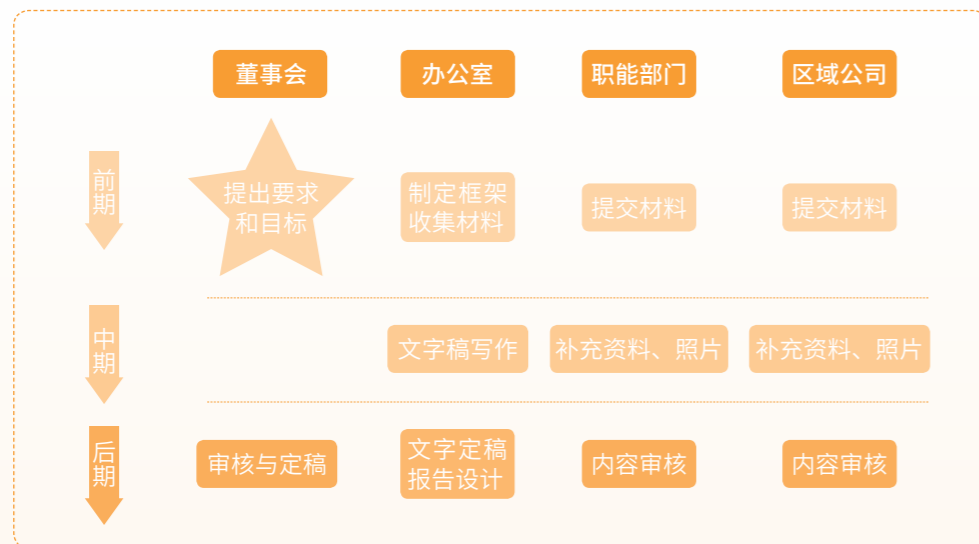 董事会
办公室
职能部门
区域公司
前期
提出要求
和目标
制定框架
收集材料
提交材料
提交材料
中期
文字稿写作
补充资料、照片
补充资料、照片
后期
审核与定稿
文字定稿
报告设计
内容审核
内容审核